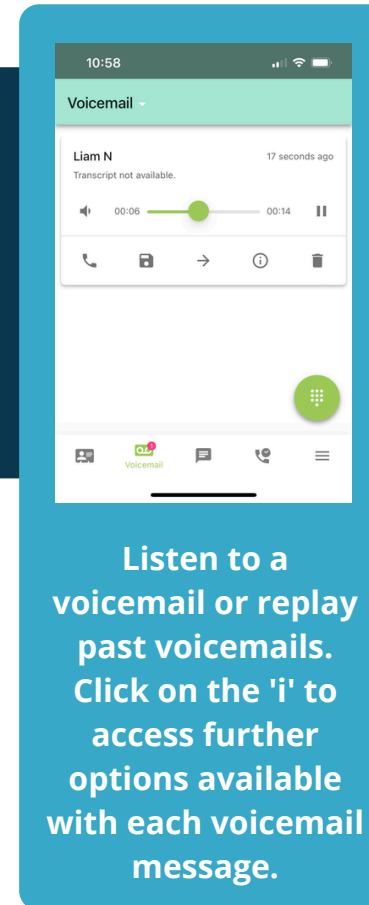 10:58
Voicemail
Liam N 17 seconds ago
Transcript not available.
00:06 00:14
1
Voicemail
Listen to a
voicemail or replay
past voicemails.
Click on the 'i' to
access further
options available
with each voicemail
message.